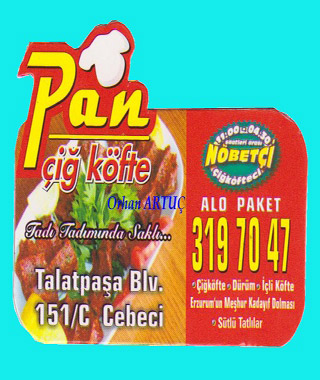 Pan
çiğ köfte
Orhan ARTUÇ
Tadı Tadımında Saklı...
Talatpaşa Blv.
151/C Cebeci
11:00 - 04:30
saatleri arası
NÖBETÇİ
çiğköfteci.
ALO PAKET
319 70 47
Çiğköfte Dürüm İçli Köfte
Erzurum'un Meşhur Kadayıf Dolması
Sütlü Tatlılar